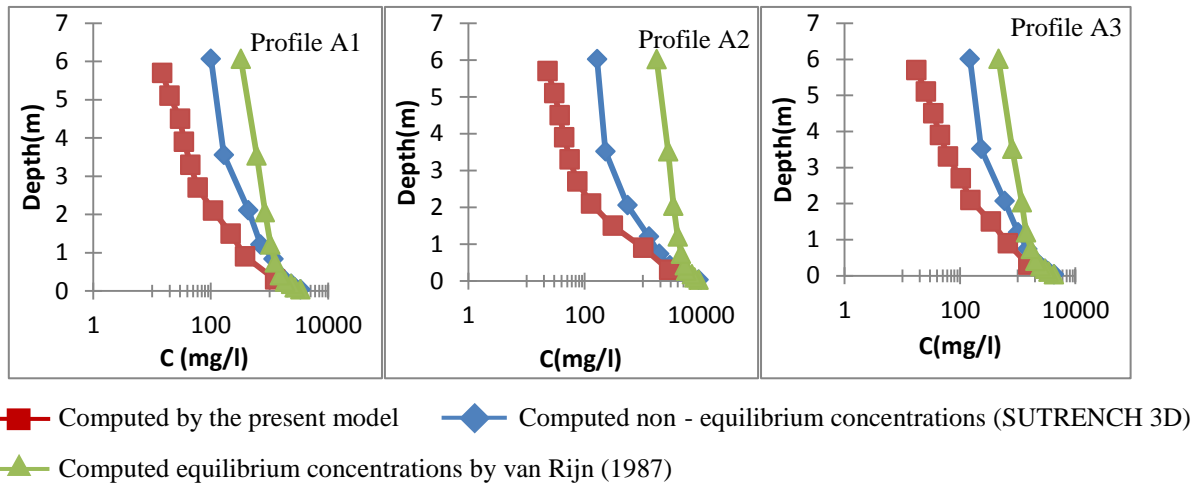 Profile A1
7
6
5
4
3
2
1
0
Depth(m)
1
100
10000
C (mg/l)
Profile A2
7
6
5
4
3
2
1
0
Depth(m)
1
100
10000
C(mg/l)
Profile A3
7
6
5
4
3
2
1
0
Depth(m)
1
100
10000
C(mg/l)
Computed by the present model
Computed non - equilibrium concentrations (SUTRENCH 3D)
Computed equilibrium concentrations by van Rijn (1987)